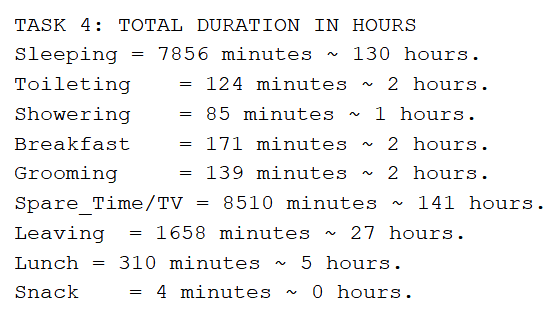 TASK 4: TOTAL DURATION IN HOURS
Sleeping = 7856 minutes ~ 130 hours.
Toileting    = 124 minutes ~ 2 hours.
Showering    = 85 minutes ~ 1 hours.
Breakfast    = 171 minutes ~ 2 hours.
Grooming     = 139 minutes ~ 2 hours.
Spare_Time/TV = 8510 minutes ~ 141 hours.
Leaving  = 1658 minutes ~ 27 hours.
Lunch = 310 minutes ~ 5 hours.
Snack    = 4 minutes ~ 0 hours.